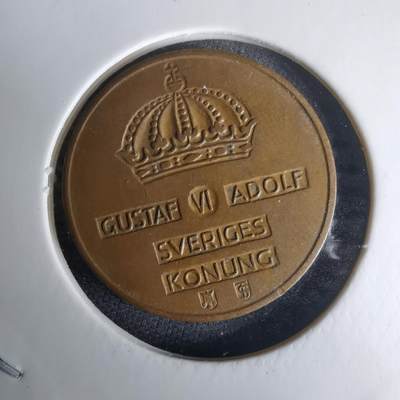 GUSTAF VI ADOLF
SVERIGES
KONUNG